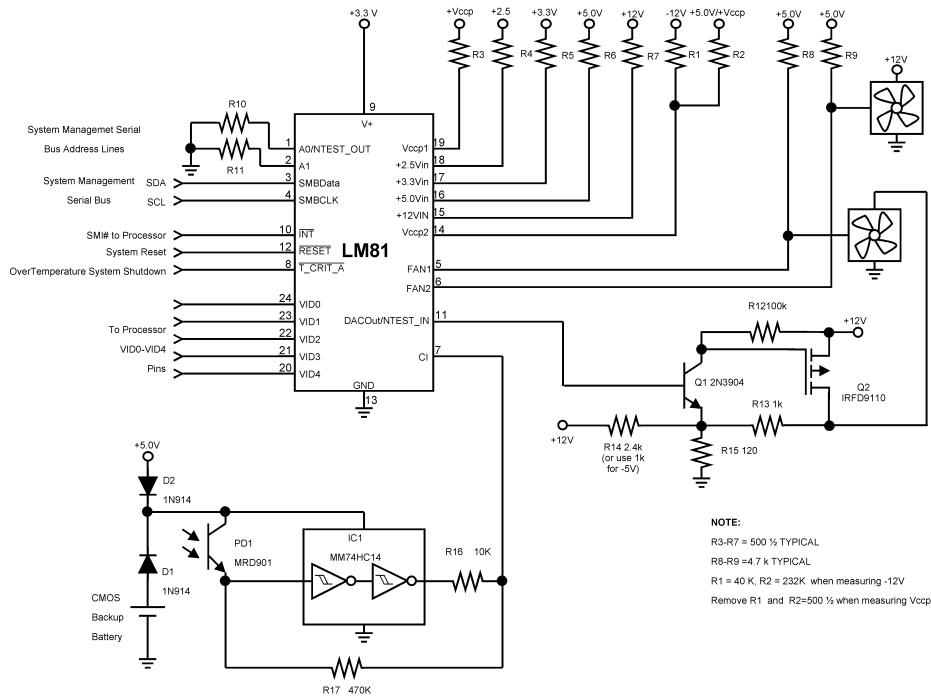 +3.3 V
+Vccp
+2.5
+3.3V
+5.0V
+12V
-12V
+5.0V/+Vccp
+5.0V
+5.0V
R3
R4
R5
R6
R7
R1
R2
R8
R9
+12V
R10
R11
System Managemet Serial
Bus Address Lines
System Management
Serial Bus
SDA
SCL
SMI# to Processor
System Reset
OverTemperature System Shutdown
To Processor
VID0-VID4
Pins
9
V+
LM81
1 A0/NTEST_OUT
2 A1
3 SMBData
4 SMBCLK
10 INT
12 RESET
8 T_CRIT_A
24 VID0
23 VID1
22 VID2
21 VID3
20 VID4
Vccp1 19
+2.5Vin 18
+3.3Vin 17
+5.0Vin 16
+12VIN 15
Vccp2 14
FAN1 5
FAN2 6
DACOut/NTEST_IN 11
CI 7
GND
13
R12100k
+12V
Q1 2N3904
Q2
IRFD9110
R13 1k
+12V
R14 2.4k
(or use 1k
for -5V)
R15 120
+5.0V
D2
1N914
D1
1N914
CMOS
Backup
Battery
PD1
MRD901
IC1
MM74HC14
R16 10K
R17 470K
NOTE:
R3-R7 = 500 ½ TYPICAL
R8-R9 =4.7 k TYPICAL
R1 = 40 K, R2 = 232K when measuring -12V
Remove R1 and R2=500 ½ when measuring Vccp